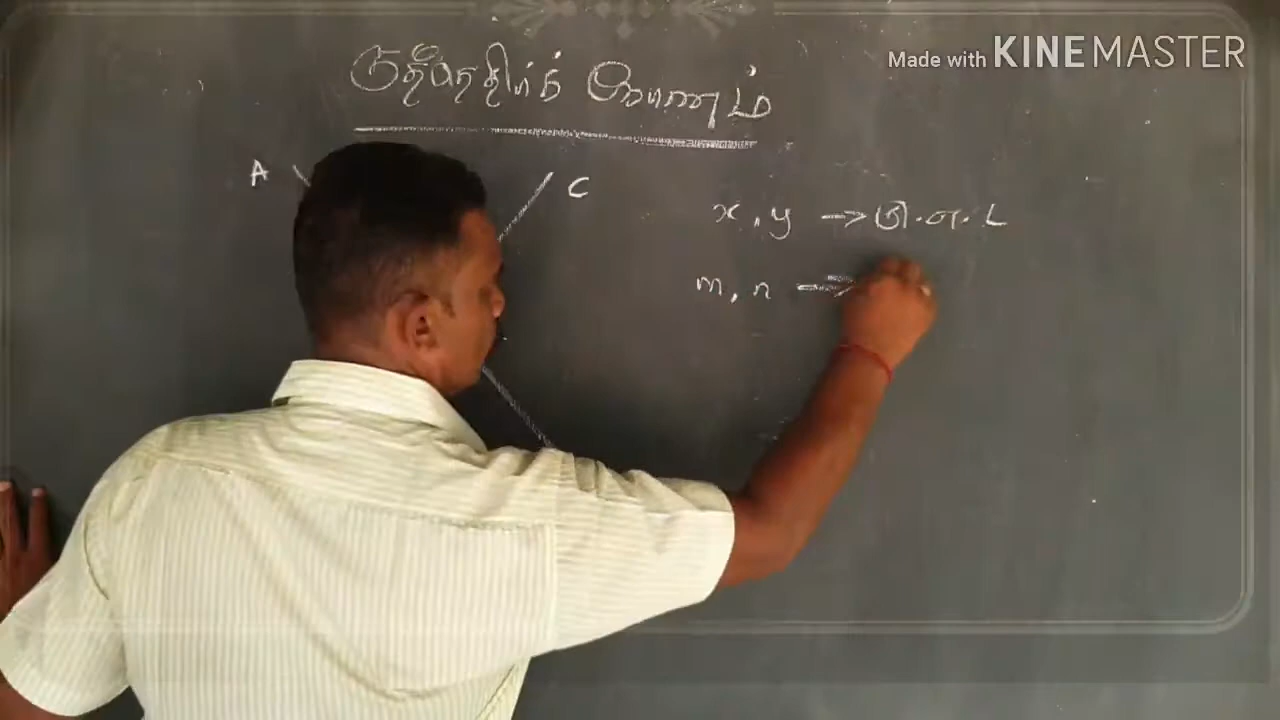 Made with KINEMASTER
குத்தெதிர்க் கோணம்
A
C
x, y → கு.எ.
m, n →